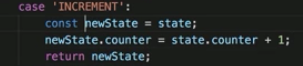 case 'INCREMENT':
const newState = state;
newState.counter = state.counter + 1;
return newState;